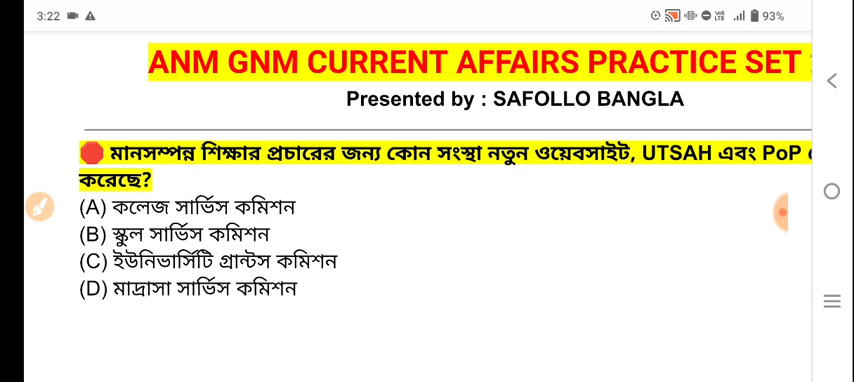 3:22
93%
ANM GNM CURRENT AFFAIRS PRACTICE SET
Presented by : SAFOLLO BANGLA
মানসম্পন্ন শিক্ষার প্রচারের জন্য কোন সংস্থা নতুন ওয়েবসাইট, UTSAH এবং PoP
করেছে?
(A) কলেজ সার্ভিস কমিশন
(B) স্কুল সার্ভিস কমিশন
(C) ইউনিভার্সিটি গ্রান্টস কমিশন
(D) মাদ্রাসা সার্ভিস কমিশন